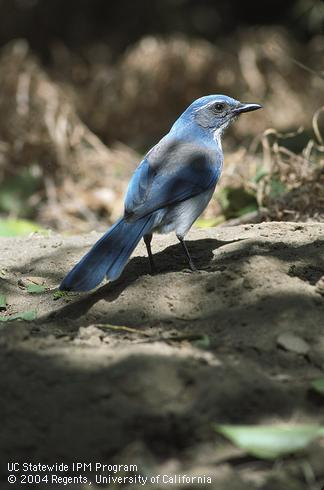 UC Statewide IPM Program
© 2004 Regents, University of California